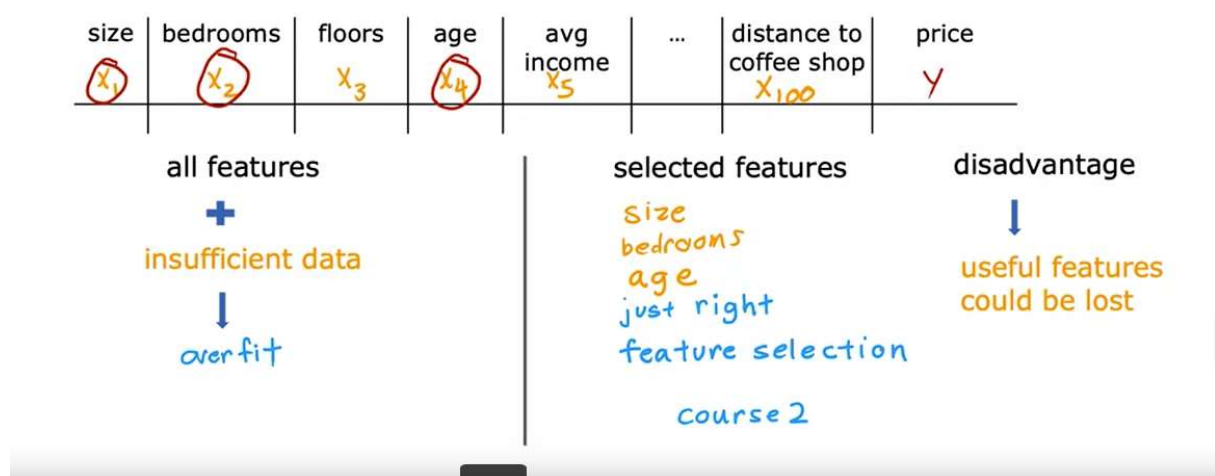 size bedrooms floors age avg income ... distance to coffee shop price
x₁ x₂ x₃ x₄ x₅ x₁₀₀ y
all features
+
insufficient data
↓
overfit
selected features
size
bedrooms
age
just right
feature selection
course 2
disadvantage
↓
useful features
could be lost